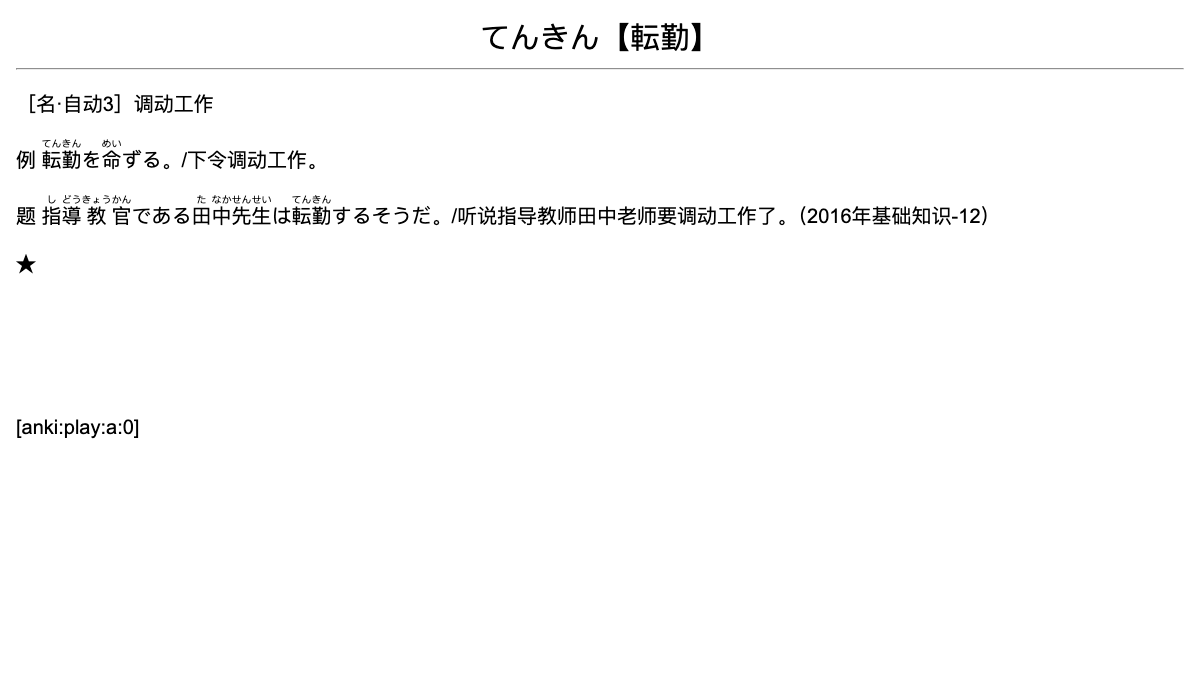 てんきん【転勤】
［名·自动3］调动工作
てんきん めい
例 転勤を命ずる。/下令调动工作。
し どうきょうかん た なかせんせい てんきん
题 指導教官である田中先生は転勤するそうだ。/听说指导教师田中老师要调动工作了。（2016年基础知识-12）
★
[anki:play:a:0]